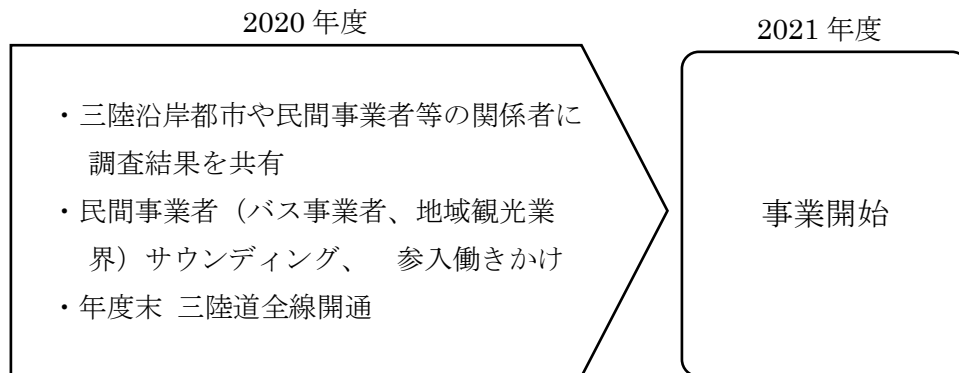 2020 年度
・三陸沿岸都市や民間事業者等の関係者に
調査結果を共有
・民間事業者（バス事業者、地域観光業
界）サウンディング、　参入働きかけ
・年度末 三陸道全線開通
2021 年度
事業開始